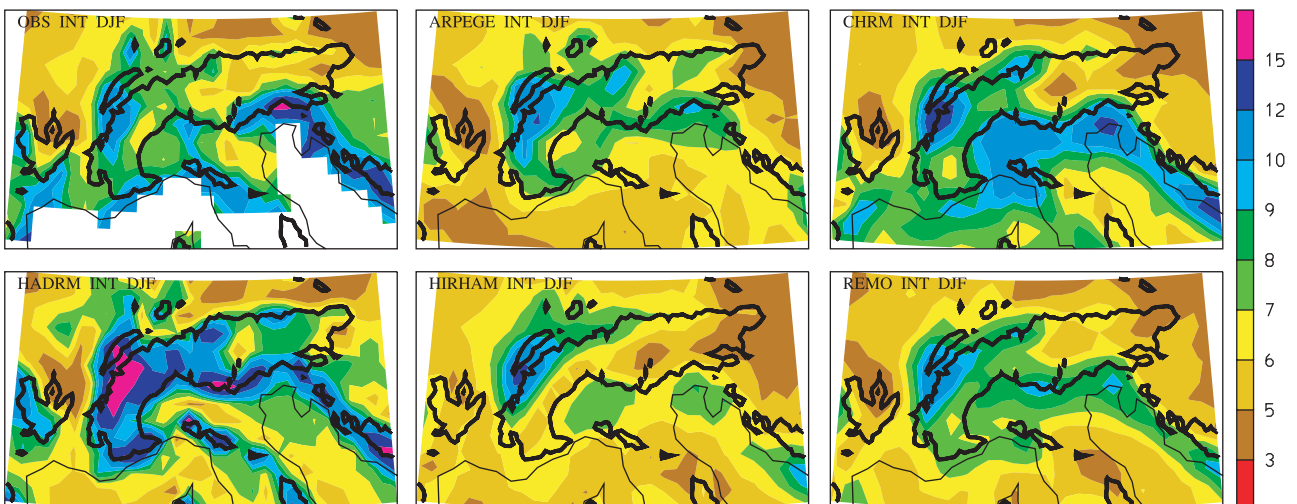 OBS INT DJF
ARPEGE INT DJF
CHRM INT DJF
15
12
10
9
8
7
6
5
3
HADRM INT DJF
HIRHAM INT DJF
REMO INT DJF